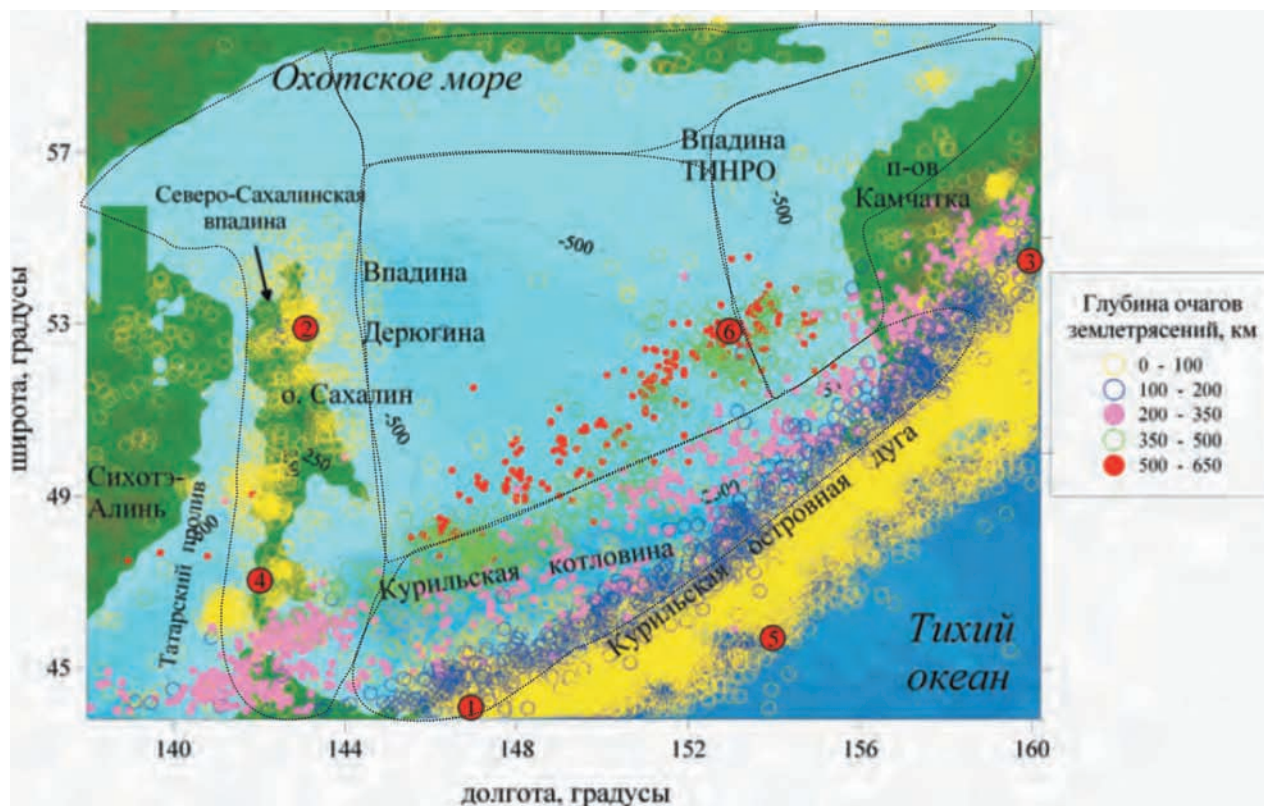 Охотское море
57
53
49
45
широта, градусы
Северо-Сахалинская
впадина
Впадина
ТИНРО
п-ов
Камчатка
-500
-500
3
Впадина
Дерюгина
2
6
о. Сахалин
-500
250
Сихотэ-
Алинь
Татарский пролив
4
Курильская котловина
Курильская островная дуга
5
1
Тихий
океан
140
144
148
152
156
160
долгота, градусы
Глубина очагов
землетрясений, км
0 - 100
100 - 200
200 - 350
350 - 500
500 - 650